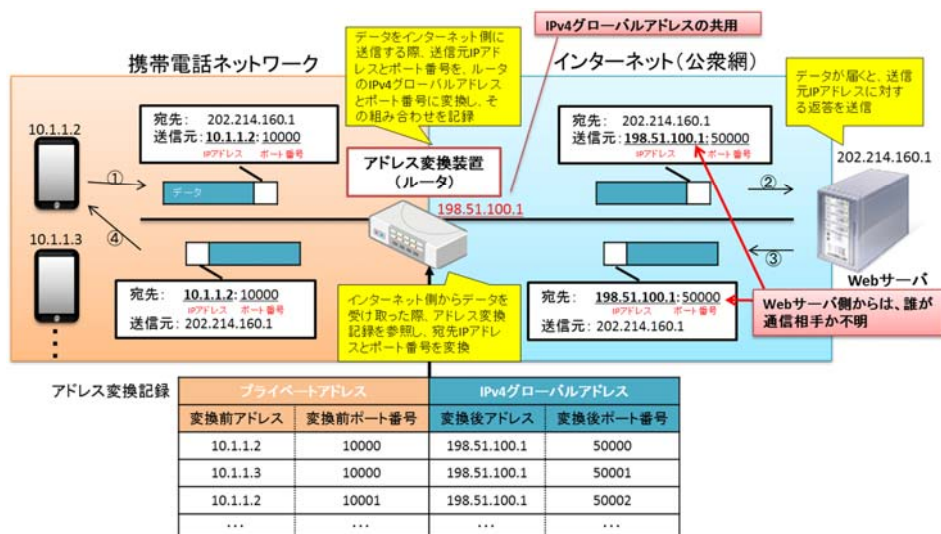 IPv4グローバルアドレスの共用
データをインターネット側に
送信する際、送信元IPアド
レスとポート番号を、ルータ
のIPv4グローバルアドレス
とポート番号に変換し、そ
の組み合わせを記録
携帯電話ネットワーク
インターネット(公衆網)
データが届くと、送信
元IPアドレスに対する
返答を送信
10.1.1.2
宛先: 202.214.160.1
送信元: 10.1.1.2:10000
IPアドレス ポート番号
宛先: 202.214.160.1
送信元: 198.51.100.1:50000
IPアドレス ポート番号
アドレス変換装置
(ルータ)
202.214.160.1
①
データ
②
198.51.100.1
10.1.1.3
④
③
Webサーバ
宛先: 10.1.1.2:10000
IPアドレス ポート番号
送信元: 202.214.160.1
インターネット側からデータを
受け取った際、アドレス変換
記録を参照し、宛先IPアドレ
スとポート番号を変換
宛先: 198.51.100.1:50000
IPアドレス ポート番号
送信元: 202.214.160.1
Webサーバ側からは、誰が
通信相手か不明
アドレス変換記録
プライベートアドレス IPv4グローバルアドレス
変換前アドレス 変換前ポート番号 変換後アドレス 変換後ポート番号
10.1.1.2 10000 198.51.100.1 50000
10.1.1.3 10000 198.51.100.1 50001
10.1.1.2 10001 198.51.100.1 50002
… … … …